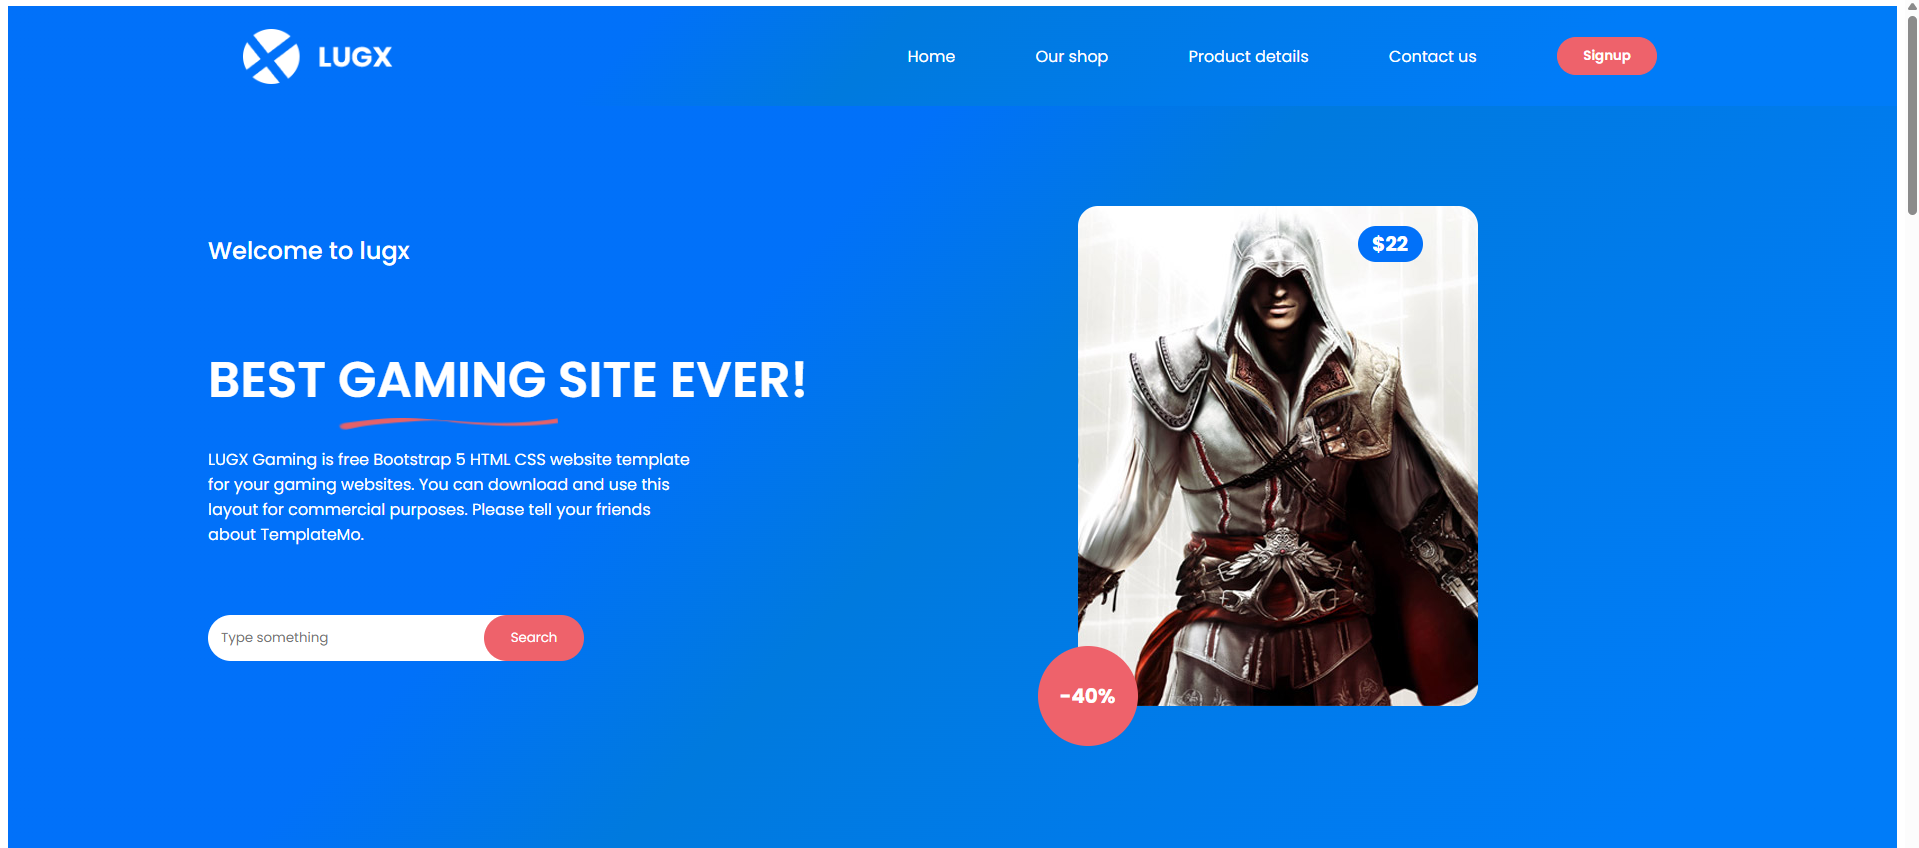 LUGX
Home
Our shop
Product details
Contact us
Signup
Welcome to lugx
BEST GAMING SITE EVER!
LUGX Gaming is free Bootstrap 5 HTML CSS website template
for your gaming websites. You can download and use this
layout for commercial purposes. Please tell your friends
about TemplateMo.
Type something
Search
$22
-40%